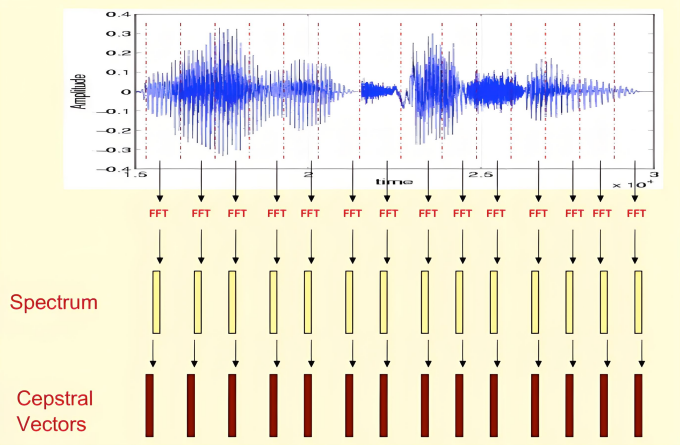 0.4
0.3
0.2
0.1
0
-0.1
-0.2
-0.3
-0.4
Amplitude
1.5 2 2.5 3
time
x 10⁴
FFT FFT FFT FFT FFT FFT FFT FFT FFT FFT FFT FFT FFT FFT
Spectrum
Cepstral
Vectors